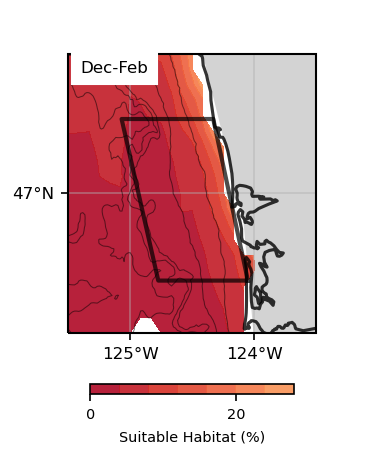 Dec-Feb
47°N
125°W 124°W
0 20
Suitable Habitat (%)